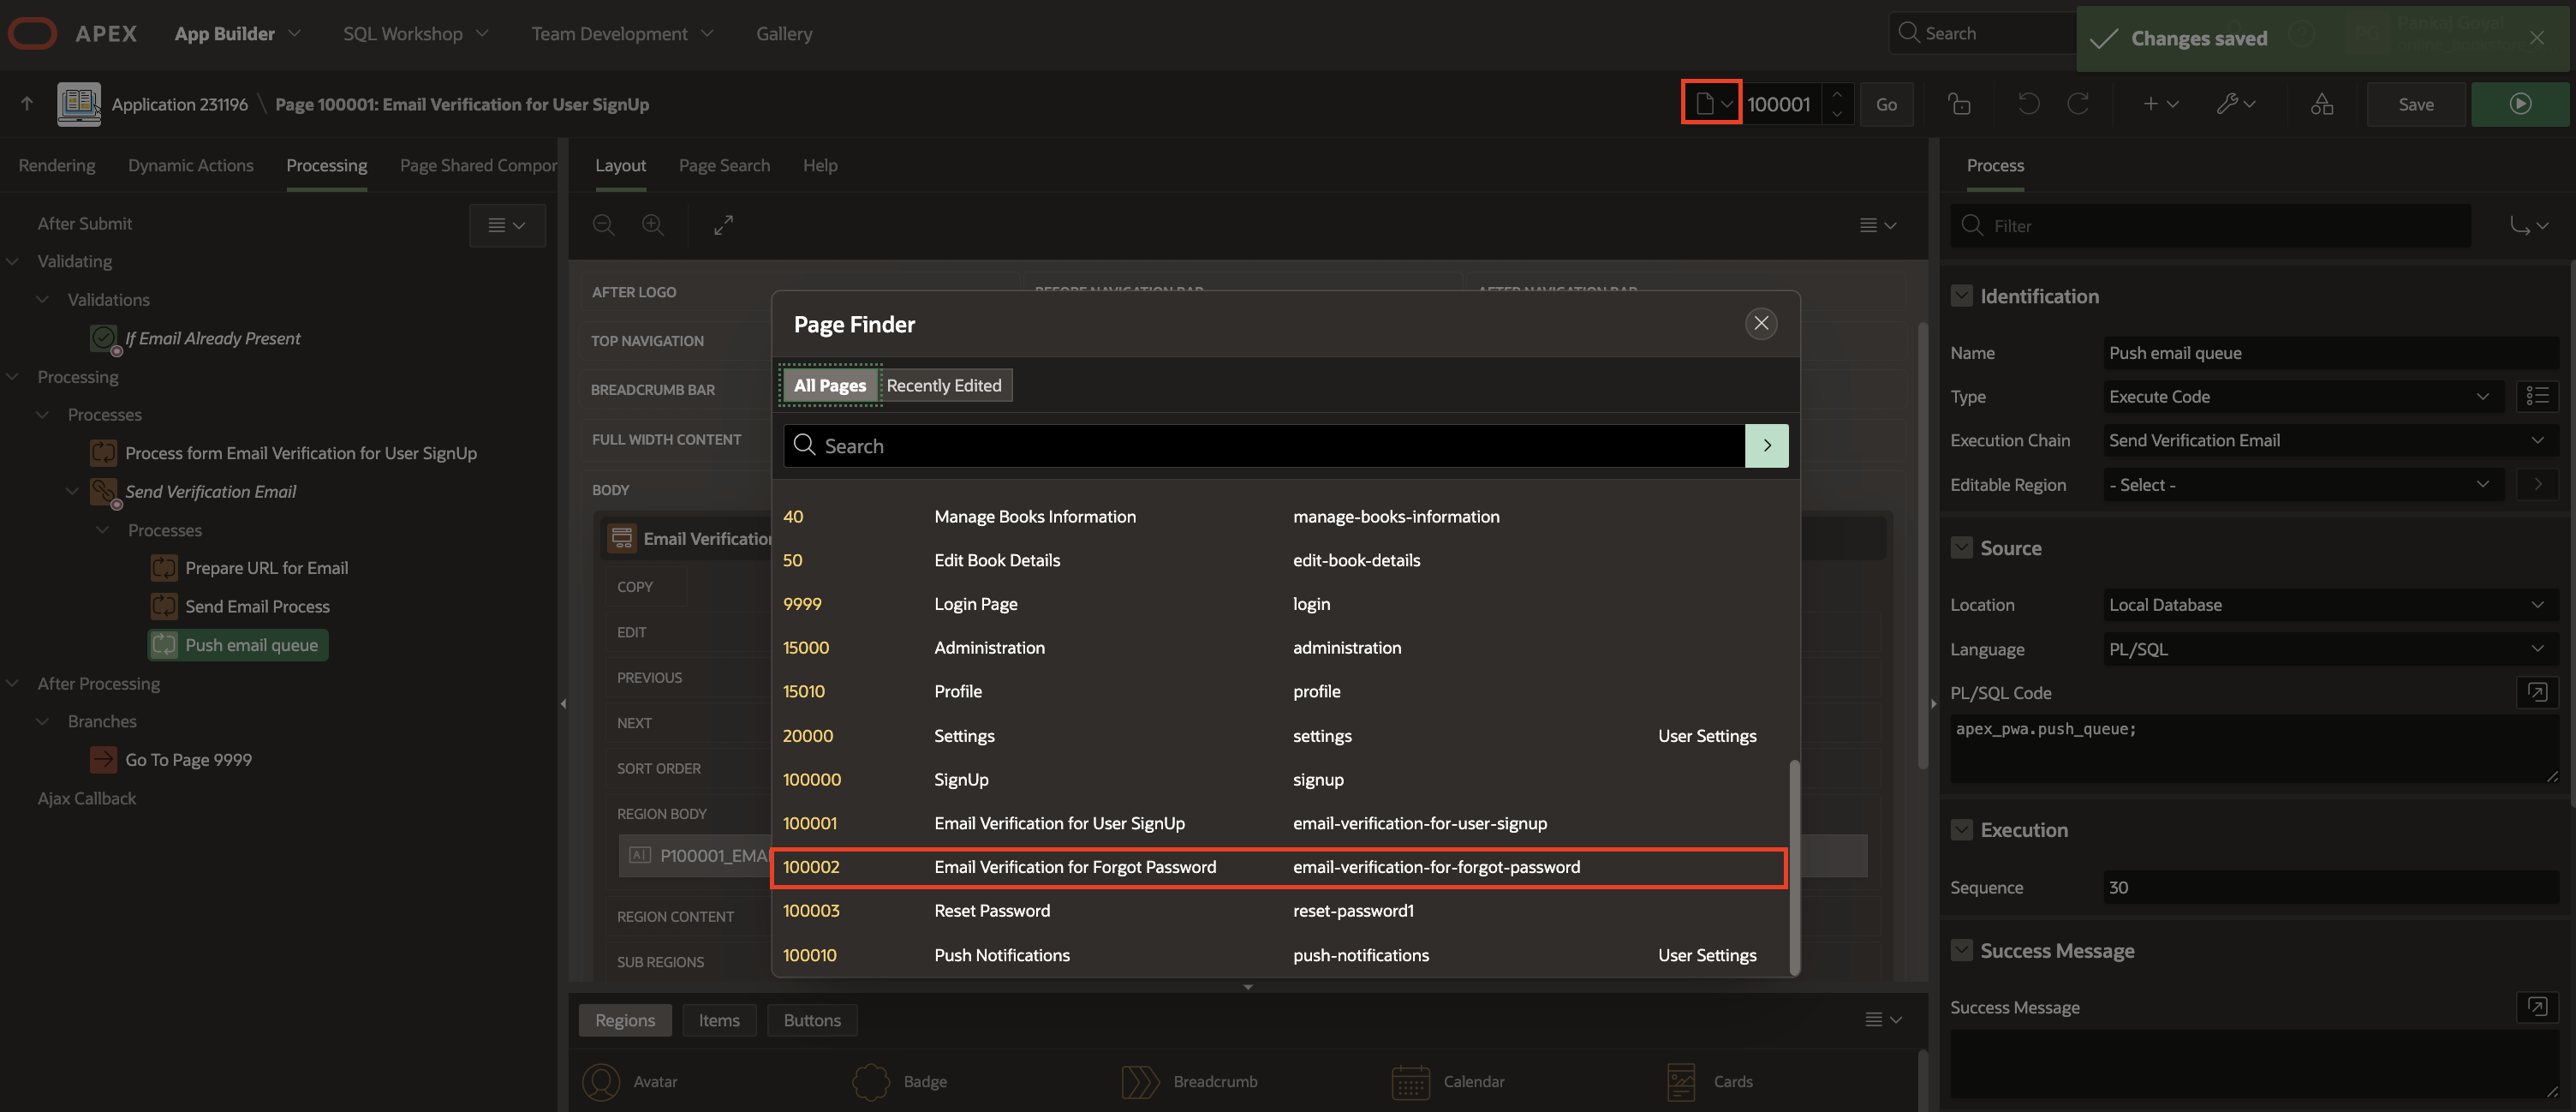 APEX
App Builder
SQL Workshop
Team Development
Gallery
Search
Changes saved
Application 231196 \ Page 100001: Email Verification for User SignUp
100001
Go
Save
Rendering
Dynamic Actions
Processing
Page Shared Compor
Layout
Page Search
Help
Process
After Submit
Validating
Validations
If Email Already Present
Processing
Processes
Process form Email Verification for User SignUp
Send Verification Email
Processes
Prepare URL for Email
Send Email Process
Push email queue
After Processing
Branches
Go To Page 9999
Ajax Callback
AFTER LOGO
BEFORE NAVIGATION BAR
AFTER NAVIGATION BAR
TOP NAVIGATION
BREADCRUMB BAR
FULL WIDTH CONTENT
BODY
Email Verification
COPY
EDIT
PREVIOUS
NEXT
SORT ORDER
REGION BODY
P100001_EMA
REGION CONTENT
SUB REGIONS
Page Finder
All Pages
Recently Edited
Search
40 Manage Books Information manage-books-information
50 Edit Book Details edit-book-details
9999 Login Page login
15000 Administration administration
15010 Profile profile
20000 Settings settings User Settings
100000 SignUp signup
100001 Email Verification for User SignUp email-verification-for-user-signup
100002 Email Verification for Forgot Password email-verification-for-forgot-password
100003 Reset Password reset-password1
100010 Push Notifications push-notifications User Settings
Regions
Items
Buttons
Avatar
Badge
Breadcrumb
Calendar
Cards
Filter
Identification
Name Push email queue
Type Execute Code
Execution Chain Send Verification Email
Editable Region - Select -
Source
Location Local Database
Language PL/SQL
PL/SQL Code
apex_pwa.push_queue;
Execution
Sequence 30
Success Message
Success Message